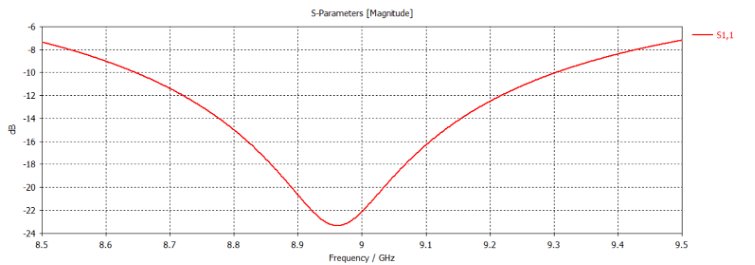 S-Parameters [Magnitude]
S1,1
-6
-8
-10
-12
-14
-16
-18
-20
-22
-24
dB
8.5 8.6 8.7 8.8 8.9 9 9.1 9.2 9.3 9.4 9.5
Frequency / GHz